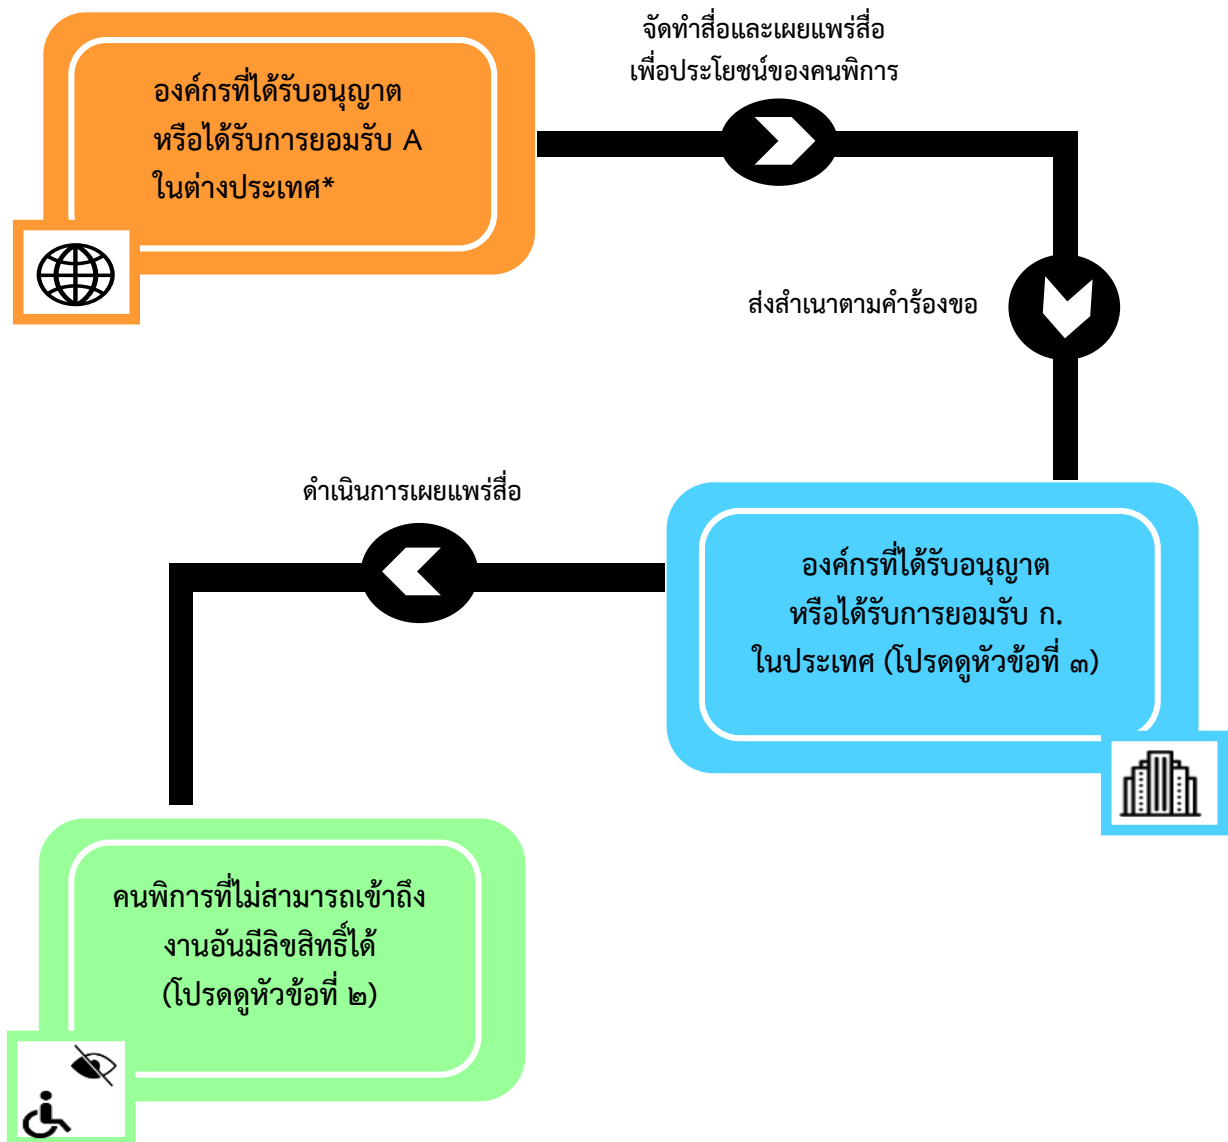 จัดทำสื่อและเผยแพร่สื่อ
เพื่อประโยชน์ของคนพิการ
องค์กรที่ได้รับอนุญาต
หรือได้รับการยอมรับ A
ในต่างประเทศ*
ส่งสำเนาตามคำร้องขอ
ดำเนินการเผยแพร่สื่อ
องค์กรที่ได้รับอนุญาต
หรือได้รับการยอมรับ ก.
ในประเทศ (โปรดดูหัวข้อที่ ๓)
คนพิการที่ไม่สามารถเข้าถึง
งานอันมีลิขสิทธิ์ได้
(โปรดดูหัวข้อที่ ๒)